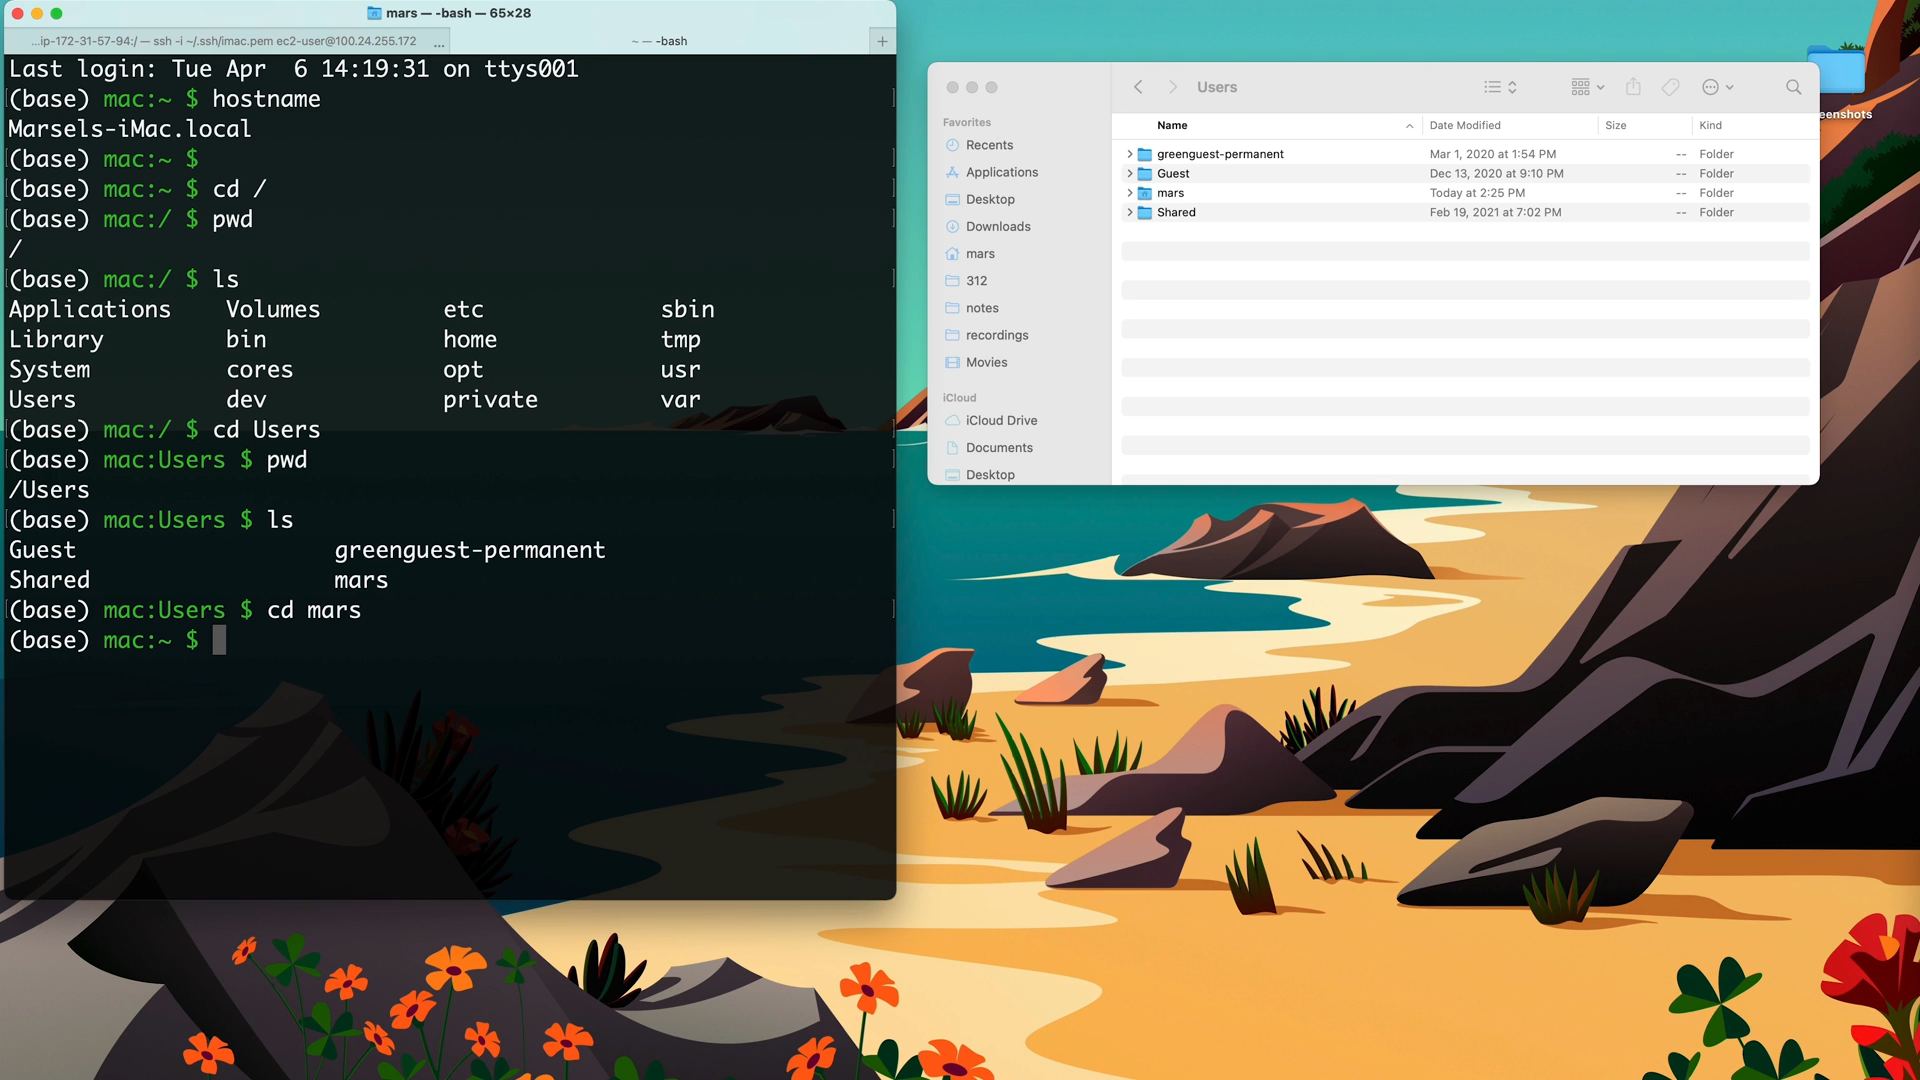 mars — -bash — 65×28
...ip-172-31-57-94:/ — ssh -i ~/.ssh/imac.pem ec2-user@100.24.255.172 ...
~ — -bash
Last login: Tue Apr  6 14:19:31 on ttys001
(base) mac:~ $ hostname
Marsels-iMac.local
(base) mac:~ $
(base) mac:~ $ cd /
(base) mac:/ $ pwd
/
(base) mac:/ $ ls
Applications Volumes etc sbin
Library bin home tmp
System cores opt usr
Users dev private var
(base) mac:/ $ cd Users
(base) mac:Users $ pwd
/Users
(base) mac:Users $ ls
Guest greenguest-permanent
Shared mars
(base) mac:Users $ cd mars
(base) mac:~ $
Users
Favorites
Recents
Applications
Desktop
Downloads
mars
312
notes
recordings
Movies
iCloud
iCloud Drive
Documents
Desktop
Name Date Modified Size Kind
greenguest-permanent Mar 1, 2020 at 1:54 PM -- Folder
Guest Dec 13, 2020 at 9:10 PM -- Folder
mars Today at 2:25 PM -- Folder
Shared Feb 19, 2021 at 7:02 PM -- Folder
eenshots